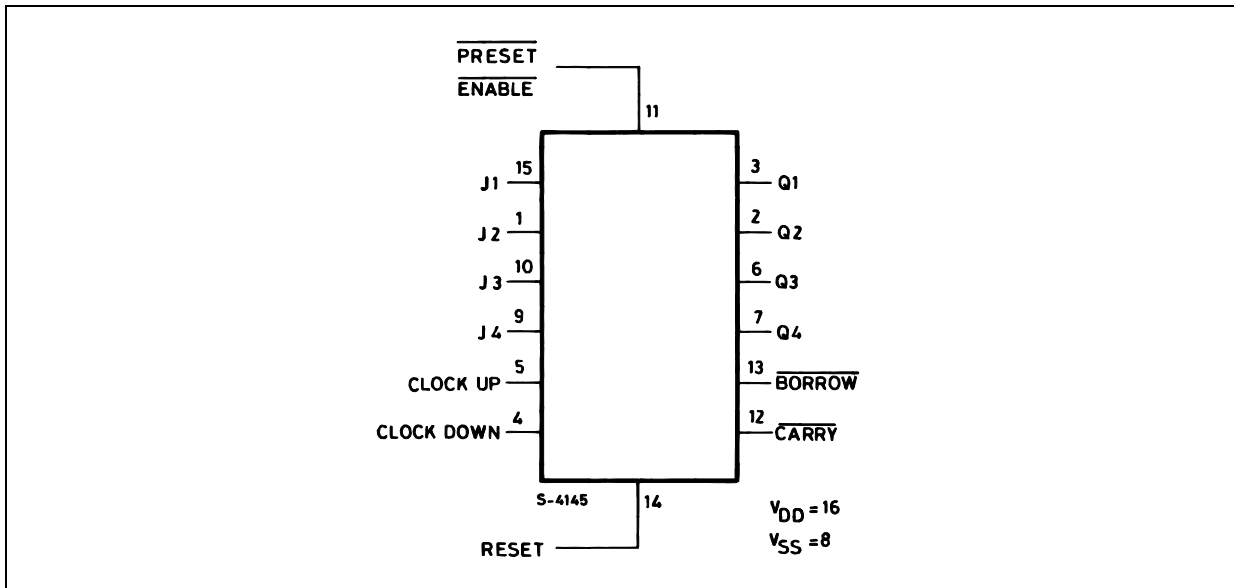 PRESET
ENABLE
11
15
J1
3
Q1
1
J2
2
Q2
10
J3
6
Q3
9
J4
7
Q4
5
CLOCK UP
13
BORROW
4
CLOCK DOWN
12
CARRY
S-4145
14
VDD = 16
VSS = 8
RESET